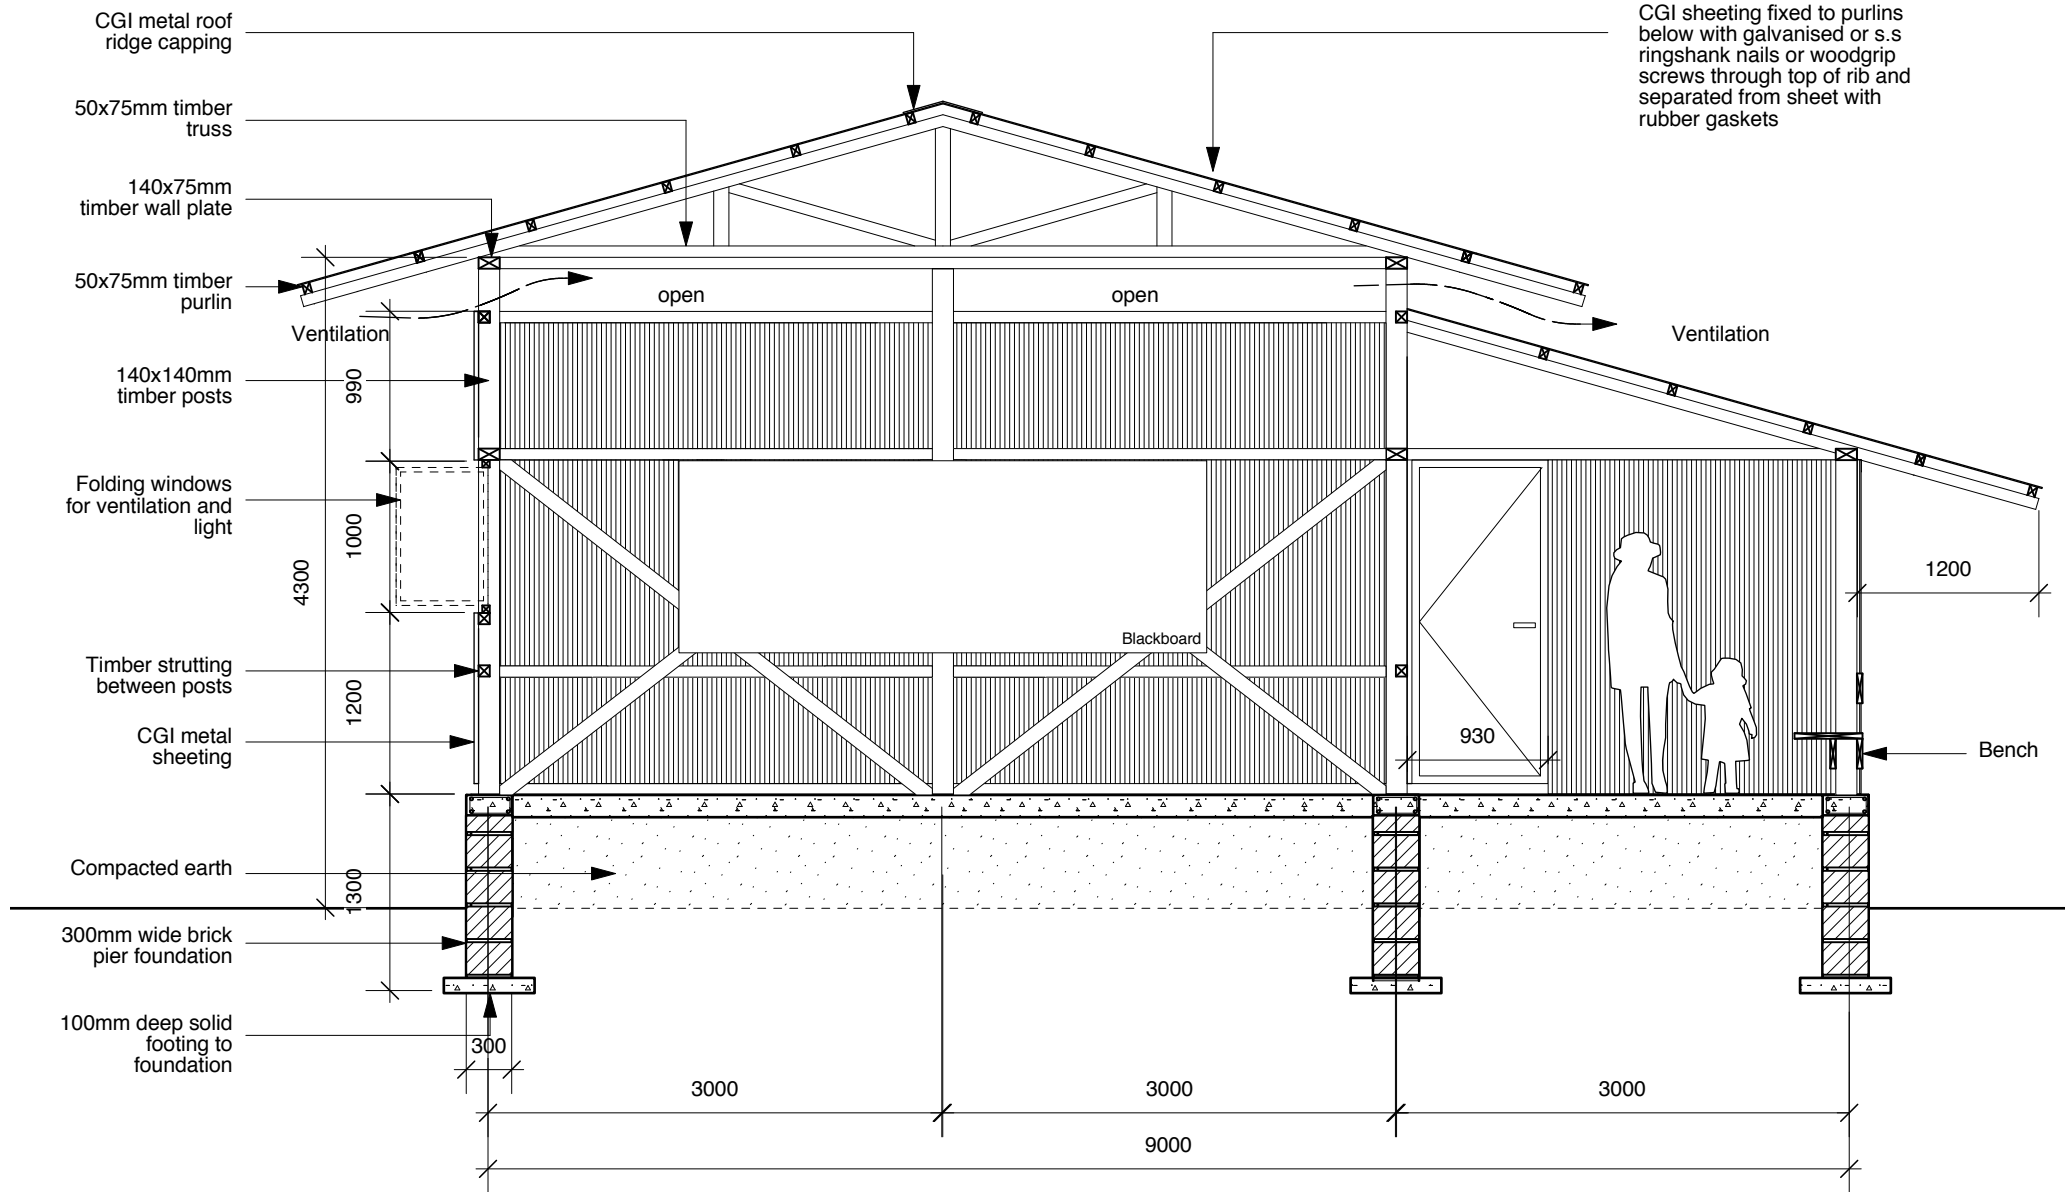 CGI metal roof
ridge capping
50x75mm timber
truss
140x75mm
timber wall plate
50x75mm timber
purlin
Ventilation
140x140mm
timber posts
Folding windows
for ventilation and
light
Timber strutting
between posts
CGI metal
sheeting
Compacted earth
300mm wide brick
pier foundation
100mm deep solid
footing to
foundation
CGI sheeting fixed to purlins
below with galvanised or s.s
ringshank nails or woodgrip
screws through top of rib and
separated from sheet with
rubber gaskets
open
open
Ventilation
Blackboard
Bench
4300
990
1000
1200
1300
930
1200
300
3000
3000
3000
9000